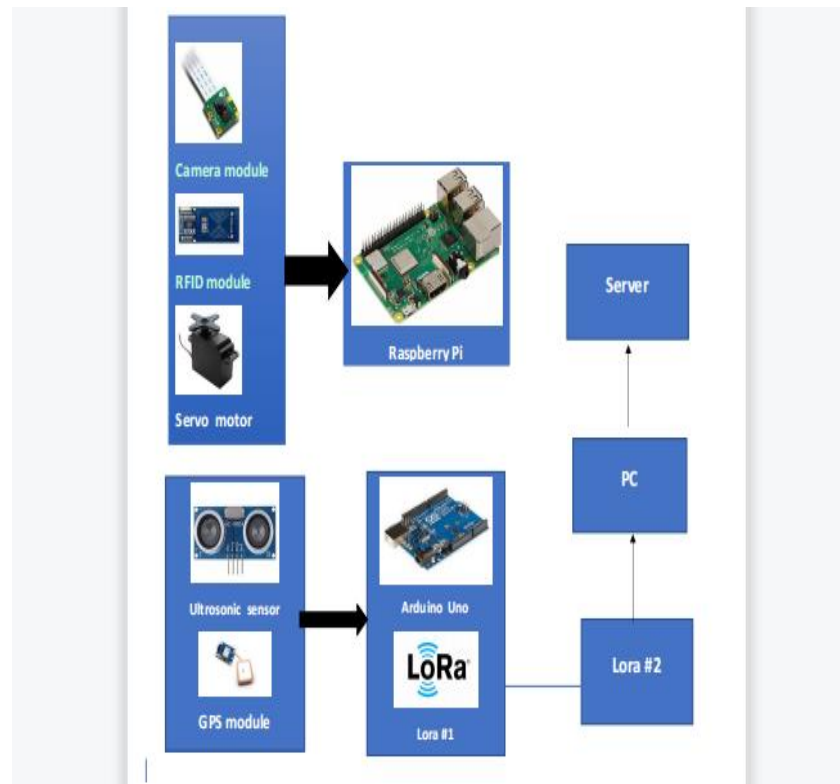 Camera module
RFID module
Servo motor
Raspberry Pi
Server
PC
Ultrasonic sensor
GPS module
Arduino Uno
LoRa
Lora #1
Lora #2